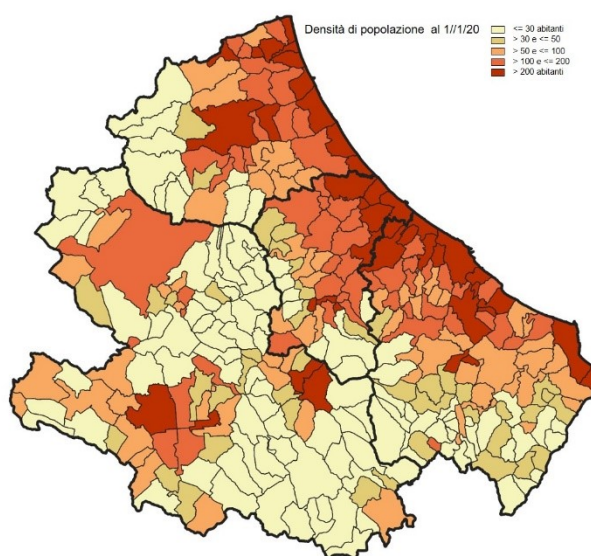 Densità di popolazione al 1//1/20
<= 30 abitanti
> 30 e <= 50
> 50 e <= 100
> 100 e <= 200
> 200 abitanti